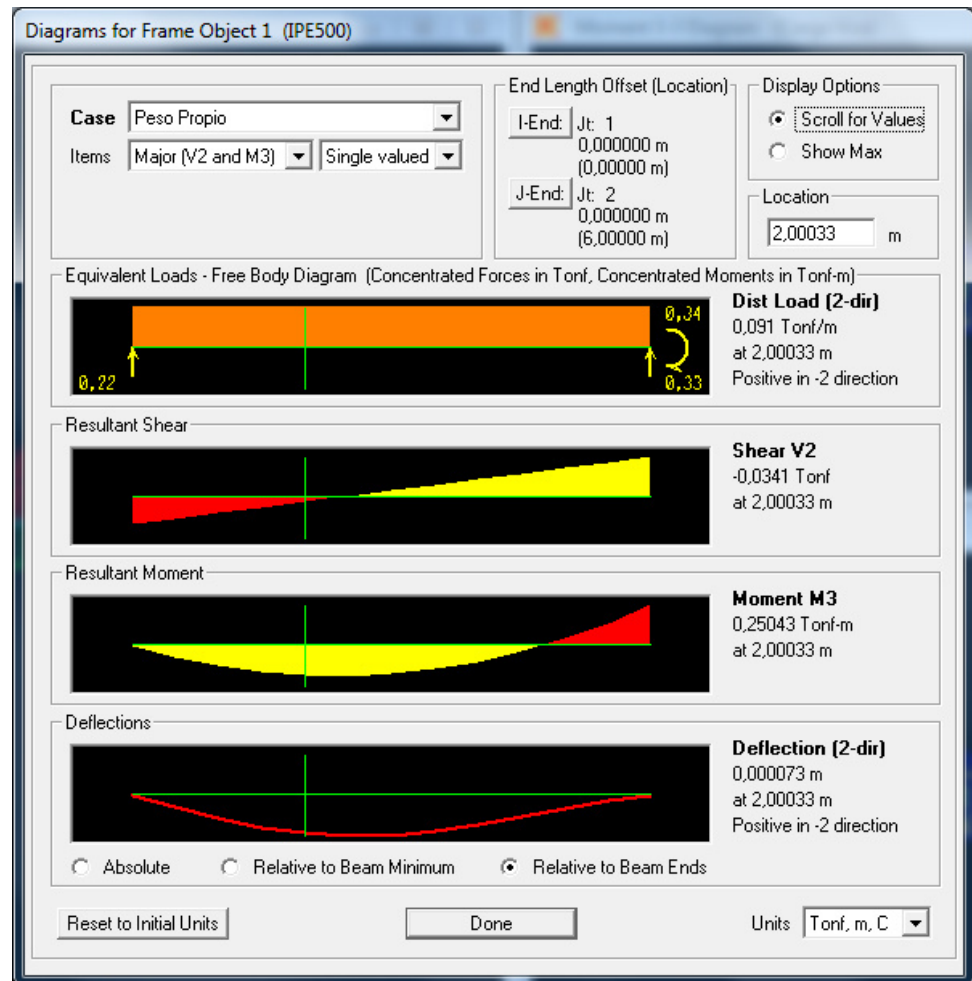 Diagrams for Frame Object 1 (IPE500)
Case Peso Propio
Items Major (V2 and M3) Single valued
End Length Offset (Location)
I-End: Jt: 1
0,000000 m
(0,00000 m)
J-End: Jt: 2
0,000000 m
(6,00000 m)
Display Options
Scroll for Values
Show Max
Location
2,00033 m
Equivalent Loads - Free Body Diagram (Concentrated Forces in Tonf, Concentrated Moments in Tonf-m)
0,34
0,22
0,33
Dist Load (2-dir)
0,091 Tonf/m
at 2,00033 m
Positive in -2 direction
Resultant Shear
Shear V2
-0,0341 Tonf
at 2,00033 m
Resultant Moment
Moment M3
0,25043 Tonf-m
at 2,00033 m
Deflections
Deflection (2-dir)
0,000073 m
at 2,00033 m
Positive in -2 direction
Absolute Relative to Beam Minimum Relative to Beam Ends
Reset to Initial Units Done Units Tonf, m, C